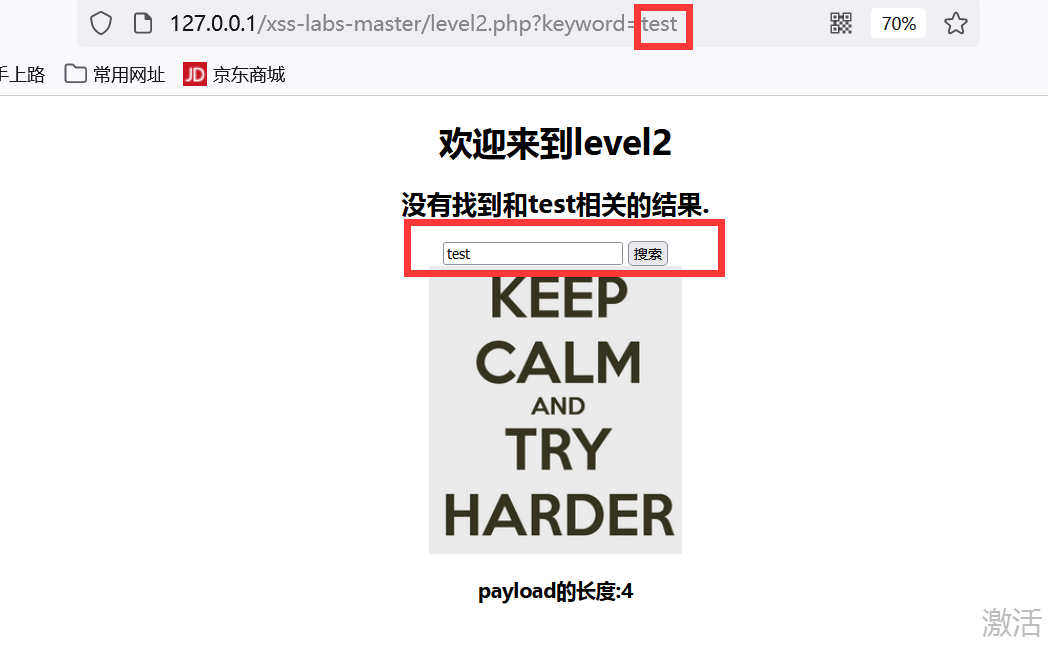 127.0.0.1/xss-labs-master/level2.php?keyword=test
70%
手上路
常用网址
JD 京东商城
欢迎来到level2
没有找到和test相关的结果.
test 搜索
KEEP
CALM
AND
TRY
HARDER
payload的长度:4
激活